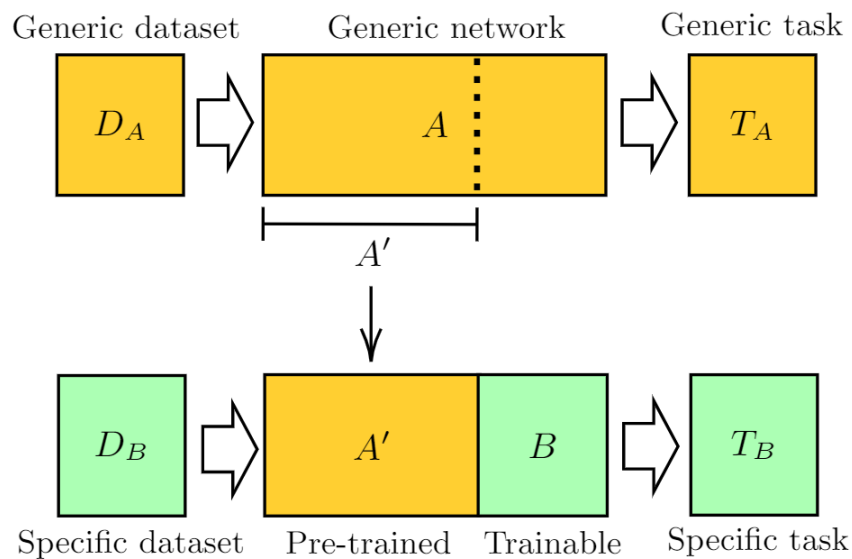 Generic dataset Generic network Generic task
D_A A T_A
A′
D_B A′ B T_B
Specific dataset Pre-trained Trainable Specific task